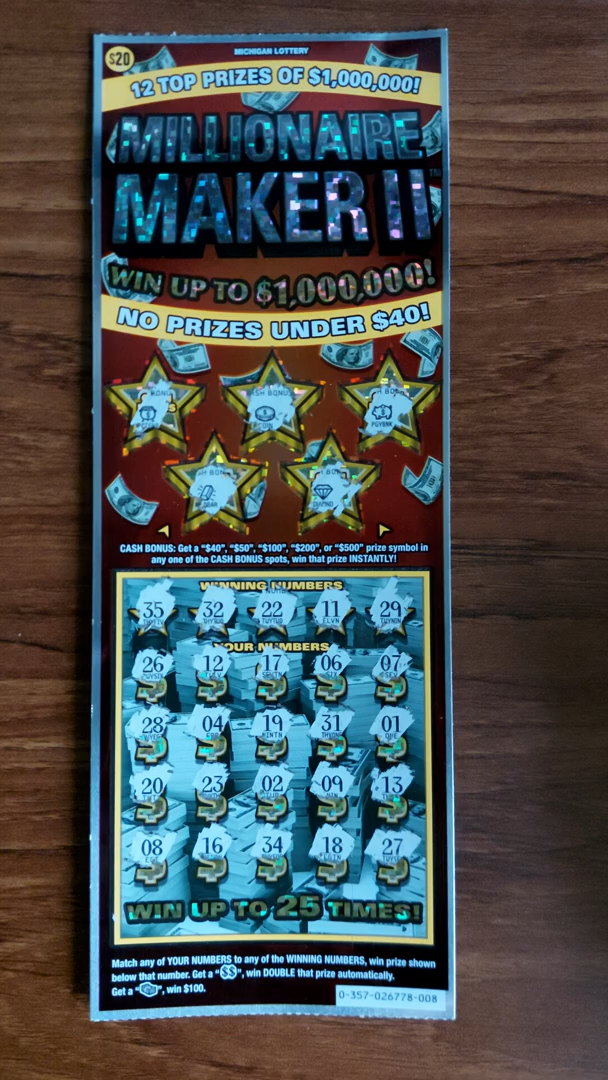 $20
MICHIGAN LOTTERY
12 TOP PRIZES OF $1,000,000!
MILLIONAIRE
MAKER II™
WIN UP TO $1,000,000!
NO PRIZES UNDER $40!
COIN
PGYBNK
CASH BONUS: Get a "$40", "$50", "$100", "$200", or "$500" prize symbol in
any one of the CASH BONUS spots, win that prize INSTANTLY!
WINNING NUMBERS
35 32 22 11 29
ELVN
YOUR NUMBERS
26 12 17 06 07
28 04 19 31 01
20 23 02 09 13
08 16 34 18 27
WIN UP TO 25 TIMES!
Match any of YOUR NUMBERS to any of the WINNING NUMBERS, win prize shown
below that number. Get a "$$", win DOUBLE that prize automatically.
Get a " ", win $100.
0-357-026778-008